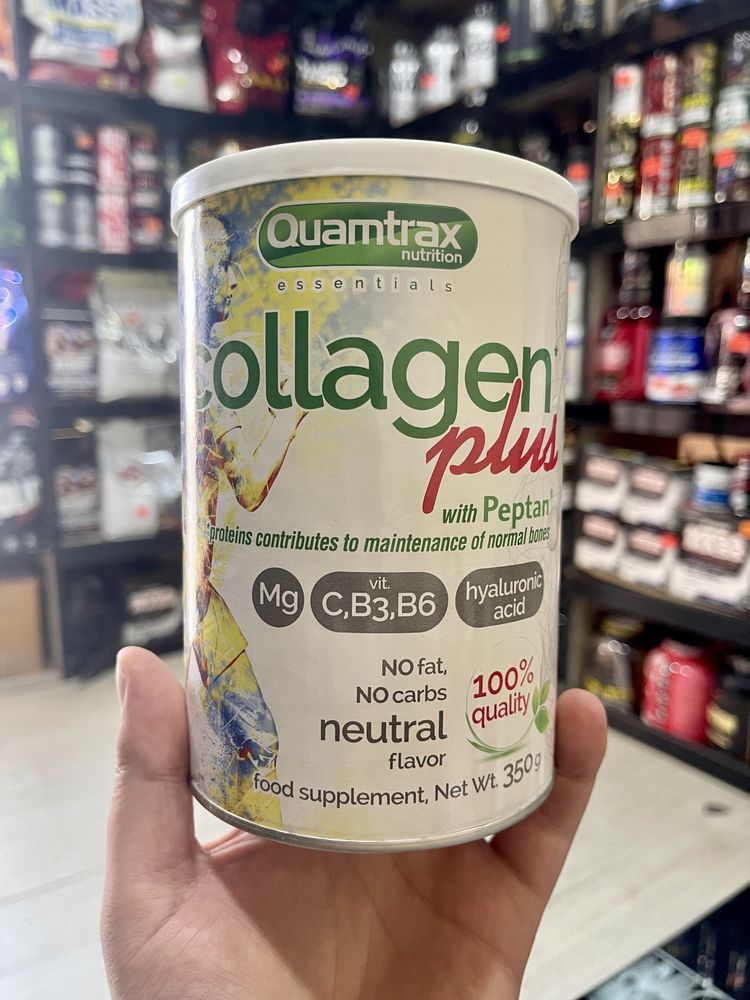 Quamtrax
nutrition
essentials
collagen*
plus
with Peptan®
*proteins contributes to maintenance of normal bones
Mg
vit.
C,B3,B6
hyaluronic
acid
NO fat,
NO carbs
neutral
flavor
100%
quality
food supplement, Net Wt. 350g